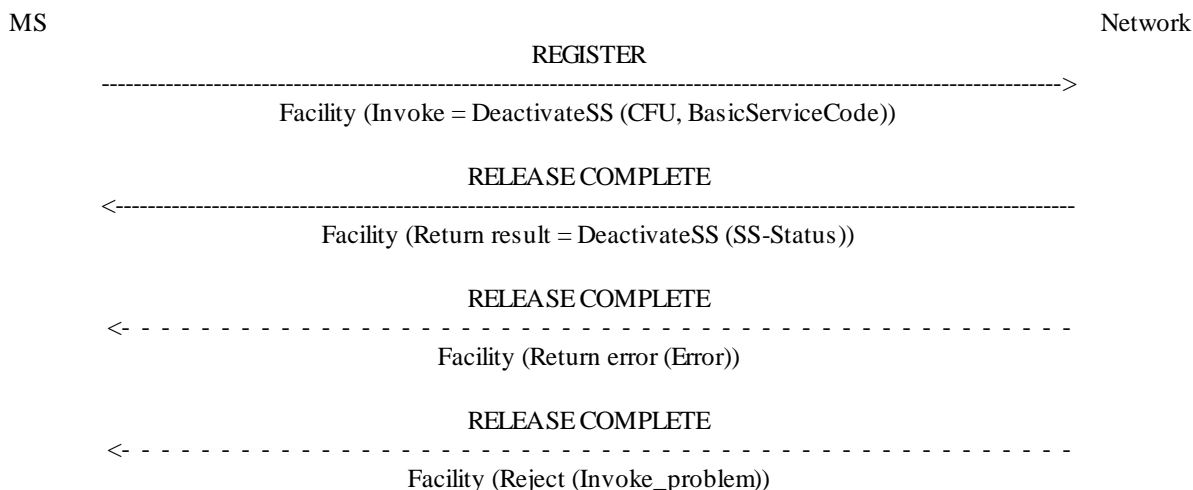 MS Network
REGISTER
Facility (Invoke = DeactivateSS (CFU, BasicServiceCode))
RELEASE COMPLETE
Facility (Return result = DeactivateSS (SS-Status))
RELEASE COMPLETE
Facility (Return error (Error))
RELEASE COMPLETE
Facility (Reject (Invoke_problem))